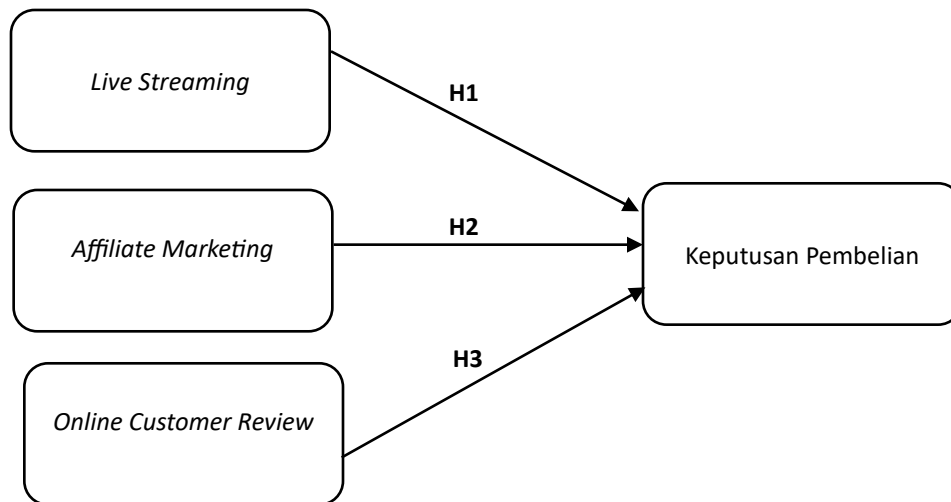 Live Streaming
H1
Affiliate Marketing
H2
Keputusan Pembelian
H3
Online Customer Review